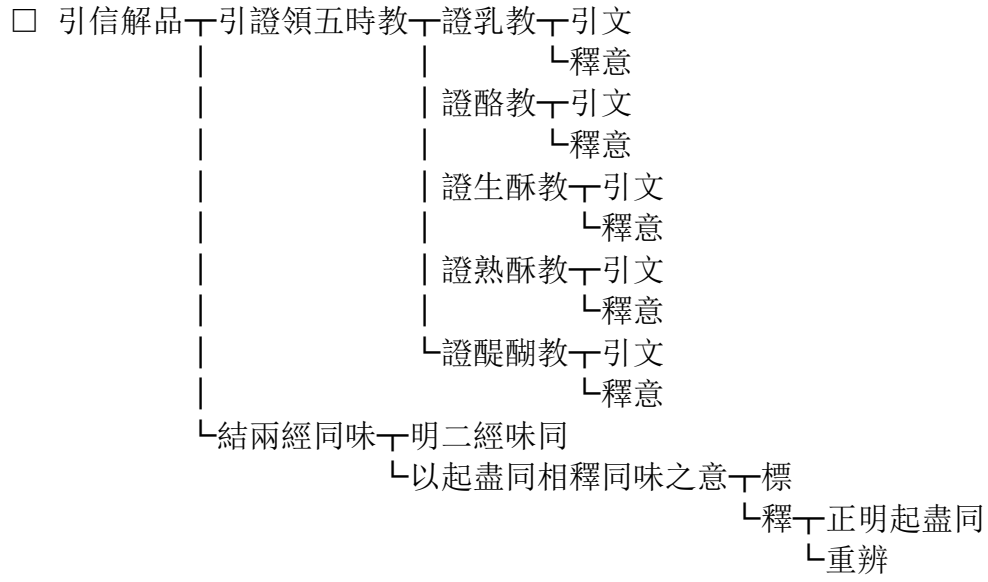 □ 引信解品┬引證領五時教┬證乳教┬引文
└釋意
證酪教┬引文
└釋意
證生酥教┬引文
└釋意
證熟酥教┬引文
└釋意
└證醍醐教┬引文
└釋意
└結兩經同味┬明二經味同
└以起盡同相釋同味之意┬標
└釋┬正明起盡同
└重辨